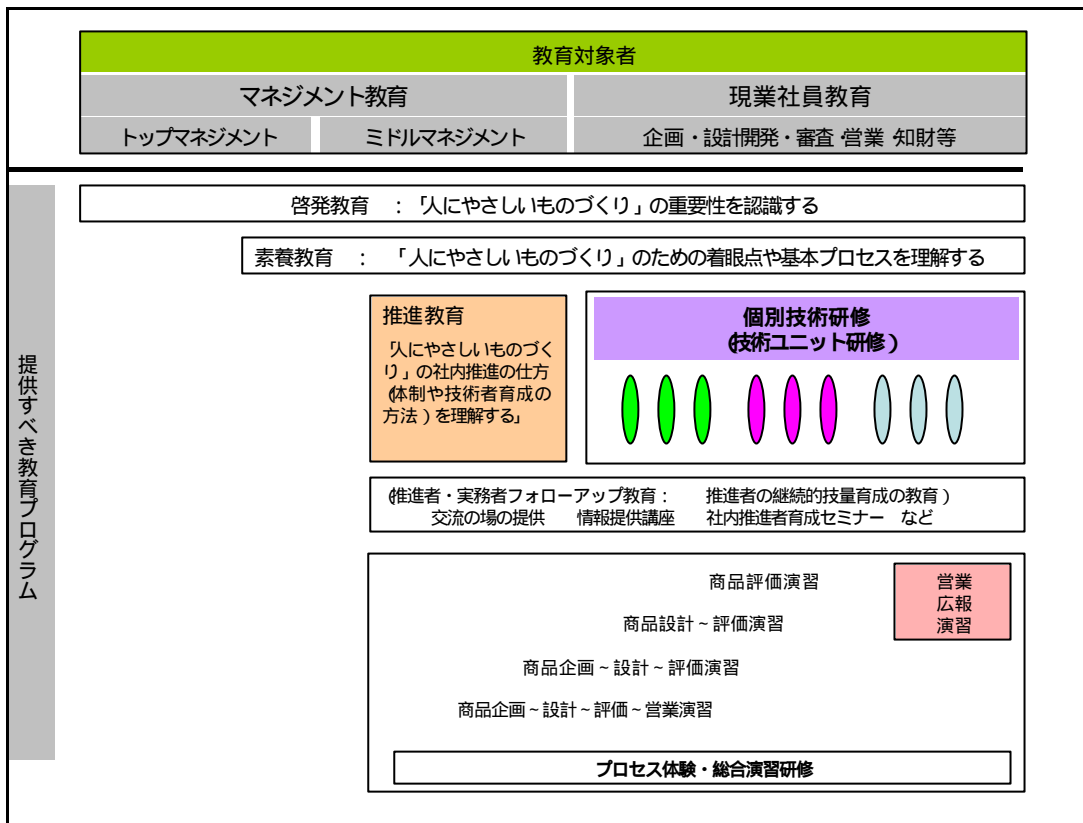 教育対象者
マネジメント教育
現業社員教育
トップマネジメント
ミドルマネジメント
企画・設計開発・審査・営業・知財等
提供すべき教育プログラム
啓発教育 : 「人にやさしいものづくり」の重要性を認識する
素養教育 : 「人にやさしいものづくり」のための着眼点や基本プロセスを理解する
推進教育
「人にやさしいものづく
り」の社内推進の仕方
(体制や技術者育成の
方法)を理解する」
個別技術研修
(技術ユニット研修)
(推進者・実務者フォローアップ教育: 推進者の継続的技量育成の教育)
交流の場の提供 情報提供講座 社内推進者育成セミナー など
商品評価演習
営業
広報
演習
商品設計~評価演習
商品企画~設計~評価演習
商品企画~設計~評価~営業演習
プロセス体験・総合演習研修